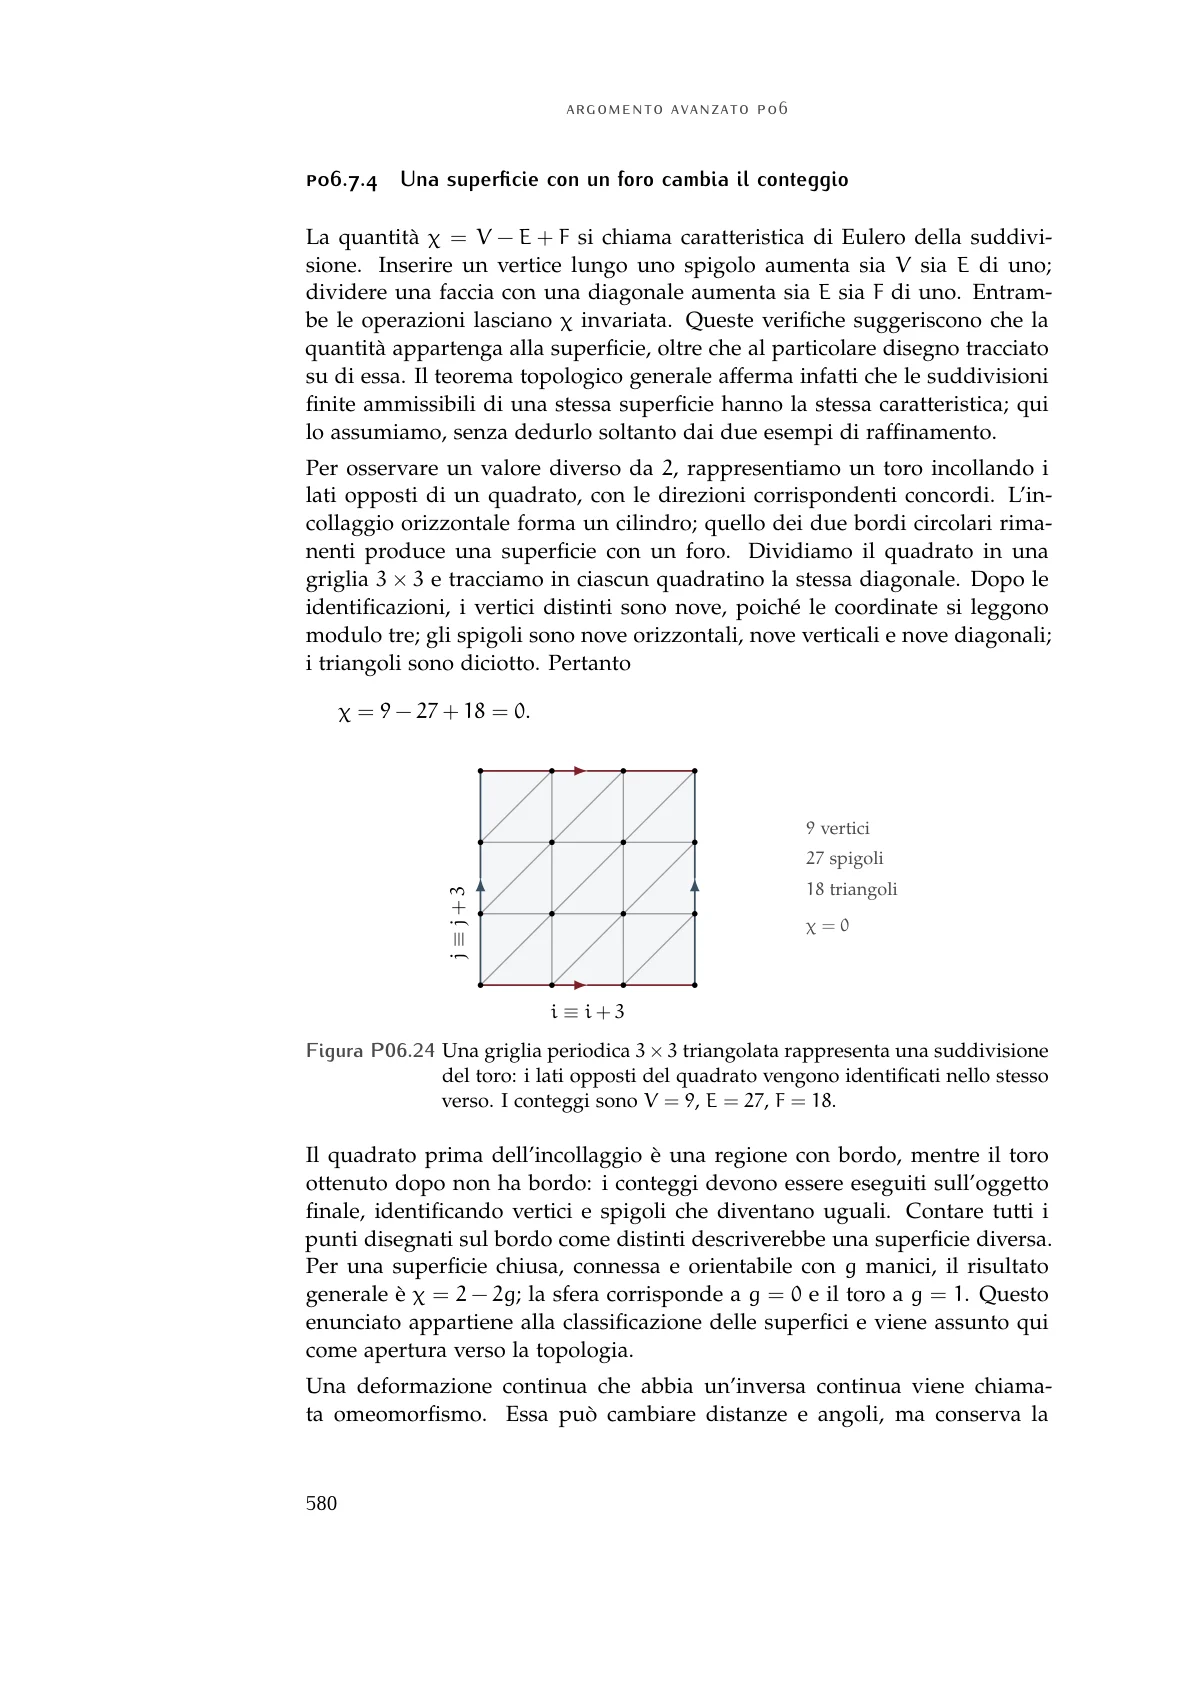 ARGOMENTO AVANZATO P06
P06.7.4 Una superficie con un foro cambia il conteggio
La quantità χ = V − E + F si chiama caratteristica di Eulero della suddivi-
sione. Inserire un vertice lungo uno spigolo aumenta sia V sia E di uno;
dividere una faccia con una diagonale aumenta sia E sia F di uno. Entram-
be le operazioni lasciano χ invariata. Queste verifiche suggeriscono che la
quantità appartenga alla superficie, oltre che al particolare disegno tracciato
su di essa. Il teorema topologico generale afferma infatti che le suddivisioni
finite ammissibili di una stessa superficie hanno la stessa caratteristica; qui
lo assumiamo, senza dedurlo soltanto dai due esempi di raffinamento.
Per osservare un valore diverso da 2, rappresentiamo un toro incollando i
lati opposti di un quadrato, con le direzioni corrispondenti concordi. L'in-
collaggio orizzontale forma un cilindro; quello dei due bordi circolari rima-
nenti produce una superficie con un foro. Dividiamo il quadrato in una
griglia 3 × 3 e tracciamo in ciascun quadratino la stessa diagonale. Dopo le
identificazioni, i vertici distinti sono nove, poiché le coordinate si leggono
modulo tre; gli spigoli sono nove orizzontali, nove verticali e nove diagonali;
i triangoli sono diciotto. Pertanto
χ = 9 − 27 + 18 = 0.
9 vertici
27 spigoli
18 triangoli
χ = 0
j ≡ j + 3
i ≡ i + 3
Figura P06.24 Una griglia periodica 3 × 3 triangolata rappresenta una suddivisione
del toro: i lati opposti del quadrato vengono identificati nello stesso
verso. I conteggi sono V = 9, E = 27, F = 18.
Il quadrato prima dell'incollaggio è una regione con bordo, mentre il toro
ottenuto dopo non ha bordo: i conteggi devono essere eseguiti sull'oggetto
finale, identificando vertici e spigoli che diventano uguali. Contare tutti i
punti disegnati sul bordo come distinti descriverebbe una superficie diversa.
Per una superficie chiusa, connessa e orientabile con g manici, il risultato
generale è χ = 2 − 2g; la sfera corrisponde a g = 0 e il toro a g = 1. Questo
enunciato appartiene alla classificazione delle superfici e viene assunto qui
come apertura verso la topologia.
Una deformazione continua che abbia un'inversa continua viene chiama-
ta omeomorfismo. Essa può cambiare distanze e angoli, ma conserva la
580